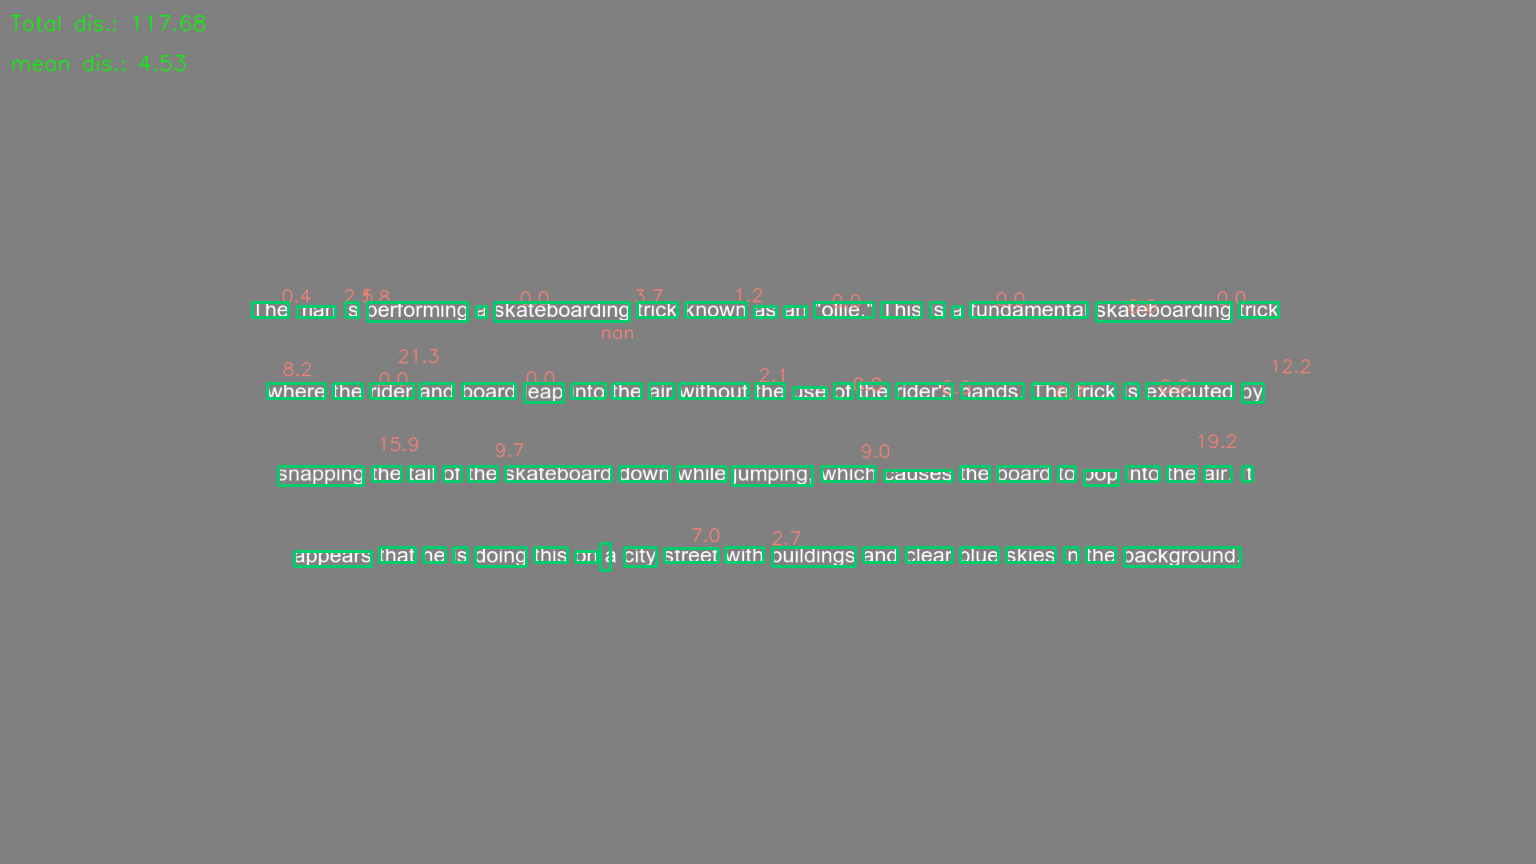 Total dis.: 117.68
mean dis.: 4.53
0.4 2.5 5.8 0.0 3.7 1.2 0.0 0.0 0.0
The man is performing a skateboarding trick known as an "ollie." This is a fundamental skateboarding trick
nan
8.2 0.0 21.3 0.0 2.1 0.0 12.2
where the rider and board leap into the air without the use of the rider's hands. The trick is executed by
15.9 9.7 9.0 19.2
snapping the tail of the skateboard down while jumping, which causes the board to pop into the air. It
7.0 2.7
appears that he is doing this on a city street with buildings and clear blue skies in the background.